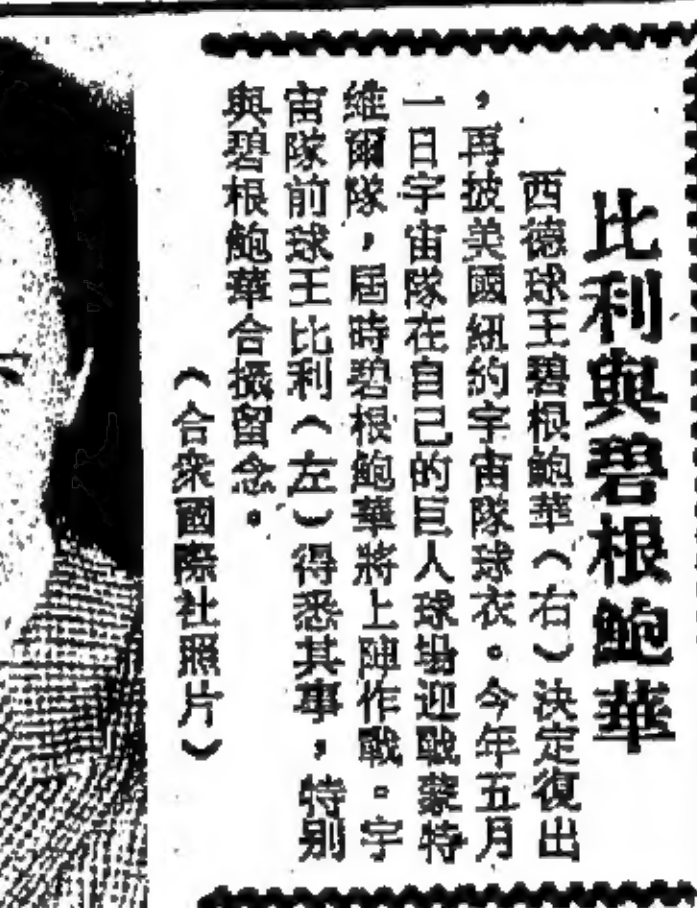 比利與碧根鮑華
西德球王碧根鮑華（右）決定復出
，再披美國紐約宇宙隊球衣。今年五月
一日宇宙隊在自己的巨人球場迎戰蒙特
維爾隊，屆時碧根鮑華將上陣作戰。宇
宙隊前球王比利（左）得悉其事，特別
與碧根鮑華合攝留念。
（合衆國際社照片）